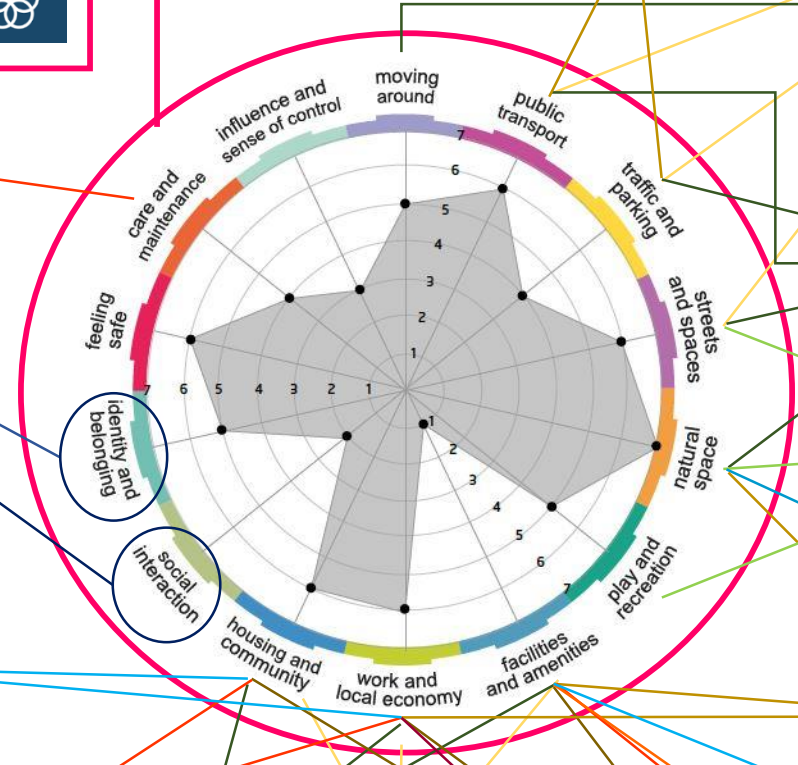 moving
around
public
transport
traffic and
parking
streets
and spaces
natural
space
play and
recreation
facilities
and amenities
work and
local economy
housing and
community
social
interaction
identity and
belonging
feeling
safe
care and
maintenance
influence and
sense of control
7
6
5
4
3
2
1
7 6 5 4 3 2 1
1
2
3
4
5
6
7